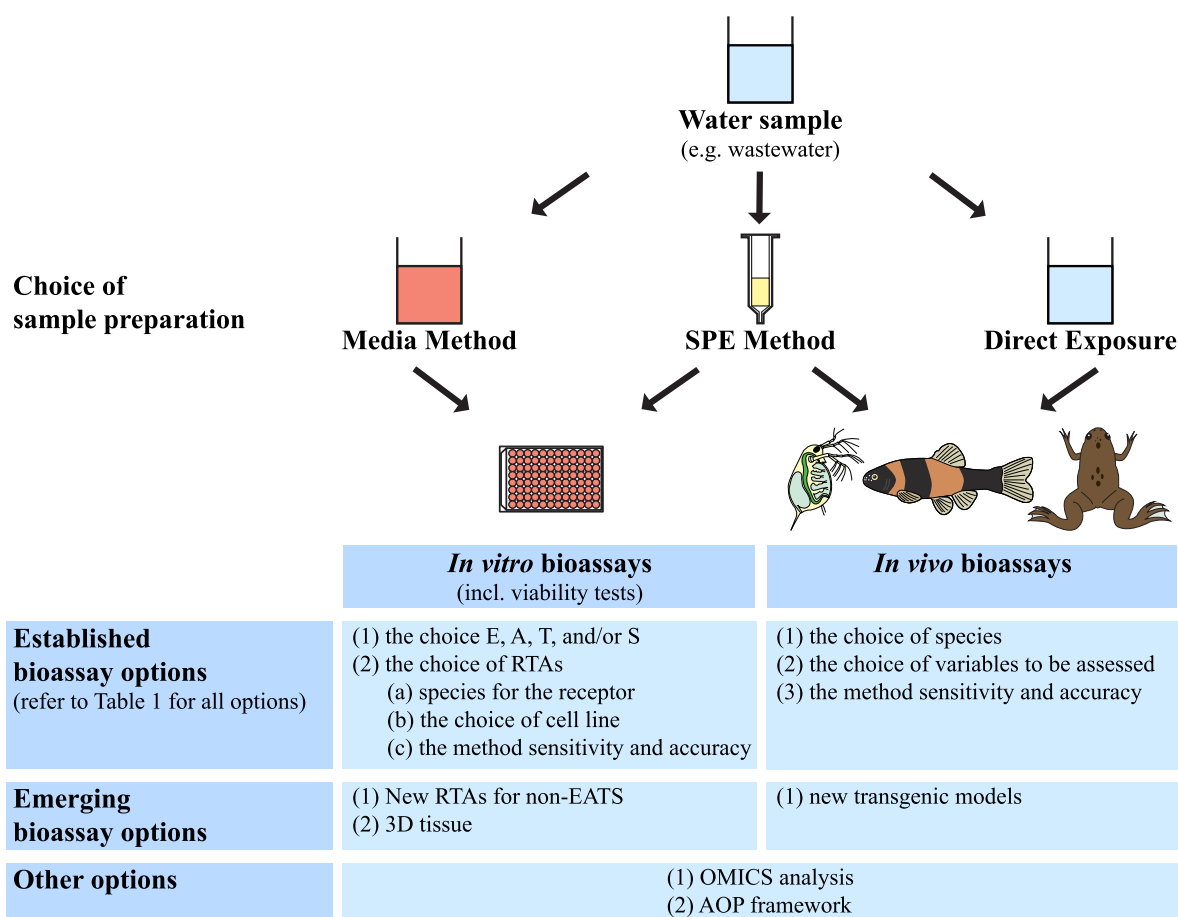 Water sample
(e.g. wastewater)
Choice of
sample preparation
Media Method
SPE Method
Direct Exposure
In vitro bioassays
(incl. viability tests)
In vivo bioassays
Established
bioassay options
(refer to Table 1 for all options)
(1) the choice E, A, T, and/or S
(2) the choice of RTAs
(a) species for the receptor
(b) the choice of cell line
(c) the method sensitivity and accuracy
(1) the choice of species
(2) the choice of variables to be assessed
(3) the method sensitivity and accuracy
Emerging
bioassay options
(1) New RTAs for non-EATS
(2) 3D tissue
(1) new transgenic models
Other options
(1) OMICS analysis
(2) AOP framework